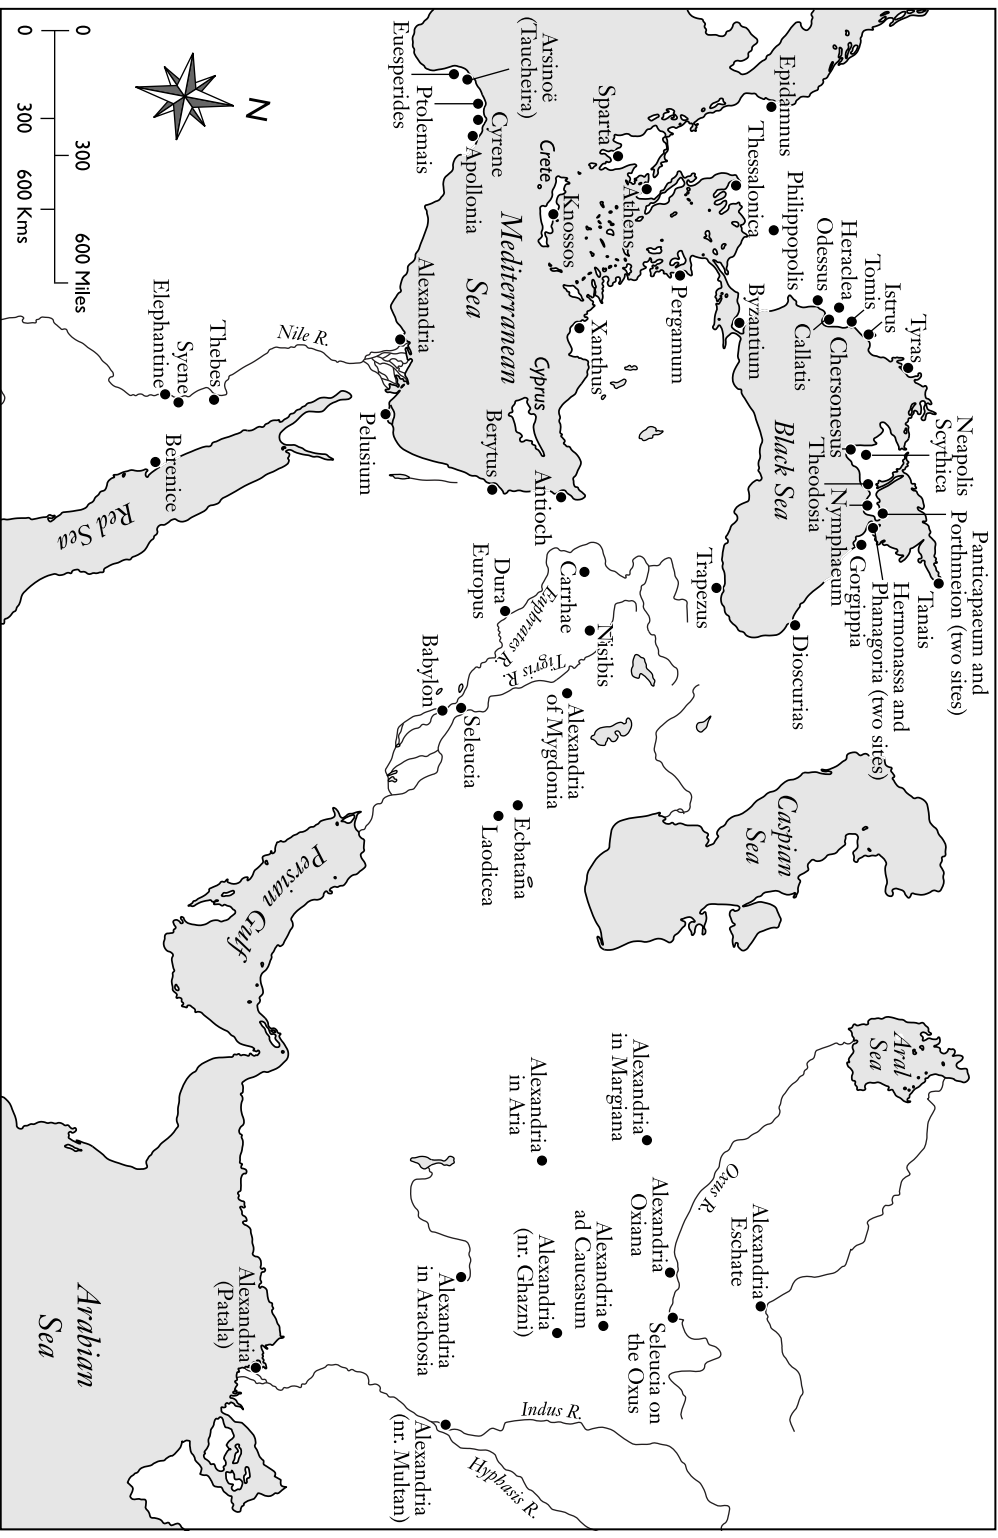 Panticapaeum and
Porthmeion (two sites)
Neapolis
Scythica
Tanais
Hermonassa and
Phanagoria (two sites)
Gorgippia
Nymphaeum
Theodosia
Chersonesus
Tyras
Istrus
Tomis
Heraclea
Odessus
Callatis
Philippopolis
Epidamnus
Thessalonica
Byzantium
Black Sea
Dioscurias
Trapezus
Caspian
Sea
Aral
Sea
Pergamum
Athens
Sparta
Xanthus
Crete
Knossos
Cyprus
Mediterranean
Sea
Arsinoë
(Taucheira)
Cyrene
Apollonia
Ptolemais
Euesperides
Alexandria
Pelusium
Berytus
Antioch
Carrhae
Nisibis
Dura
Europus
Euphrates R.
Tigris R.
Alexandria
of Mygdonia
Babylon
Seleucia
Ecbatana
Laodicea
Nile R.
Thebes
Syene
Elephantine
Berenice
Red Sea
Persian Gulf
Alexandria
in Margiana
Alexandria
in Aria
Oxus R.
Alexandria
Eschate
Alexandria
Oxiana
Seleucia on
the Oxus
Alexandria
ad Caucasum
Alexandria
(nr. Ghazni)
Alexandria
in Arachosia
Alexandria
(Patala)
Alexandria
(nr. Multan)
Indus R.
Hyphasis R.
Arabian
Sea
N
0 300 600 Miles
0 300 600 Kms